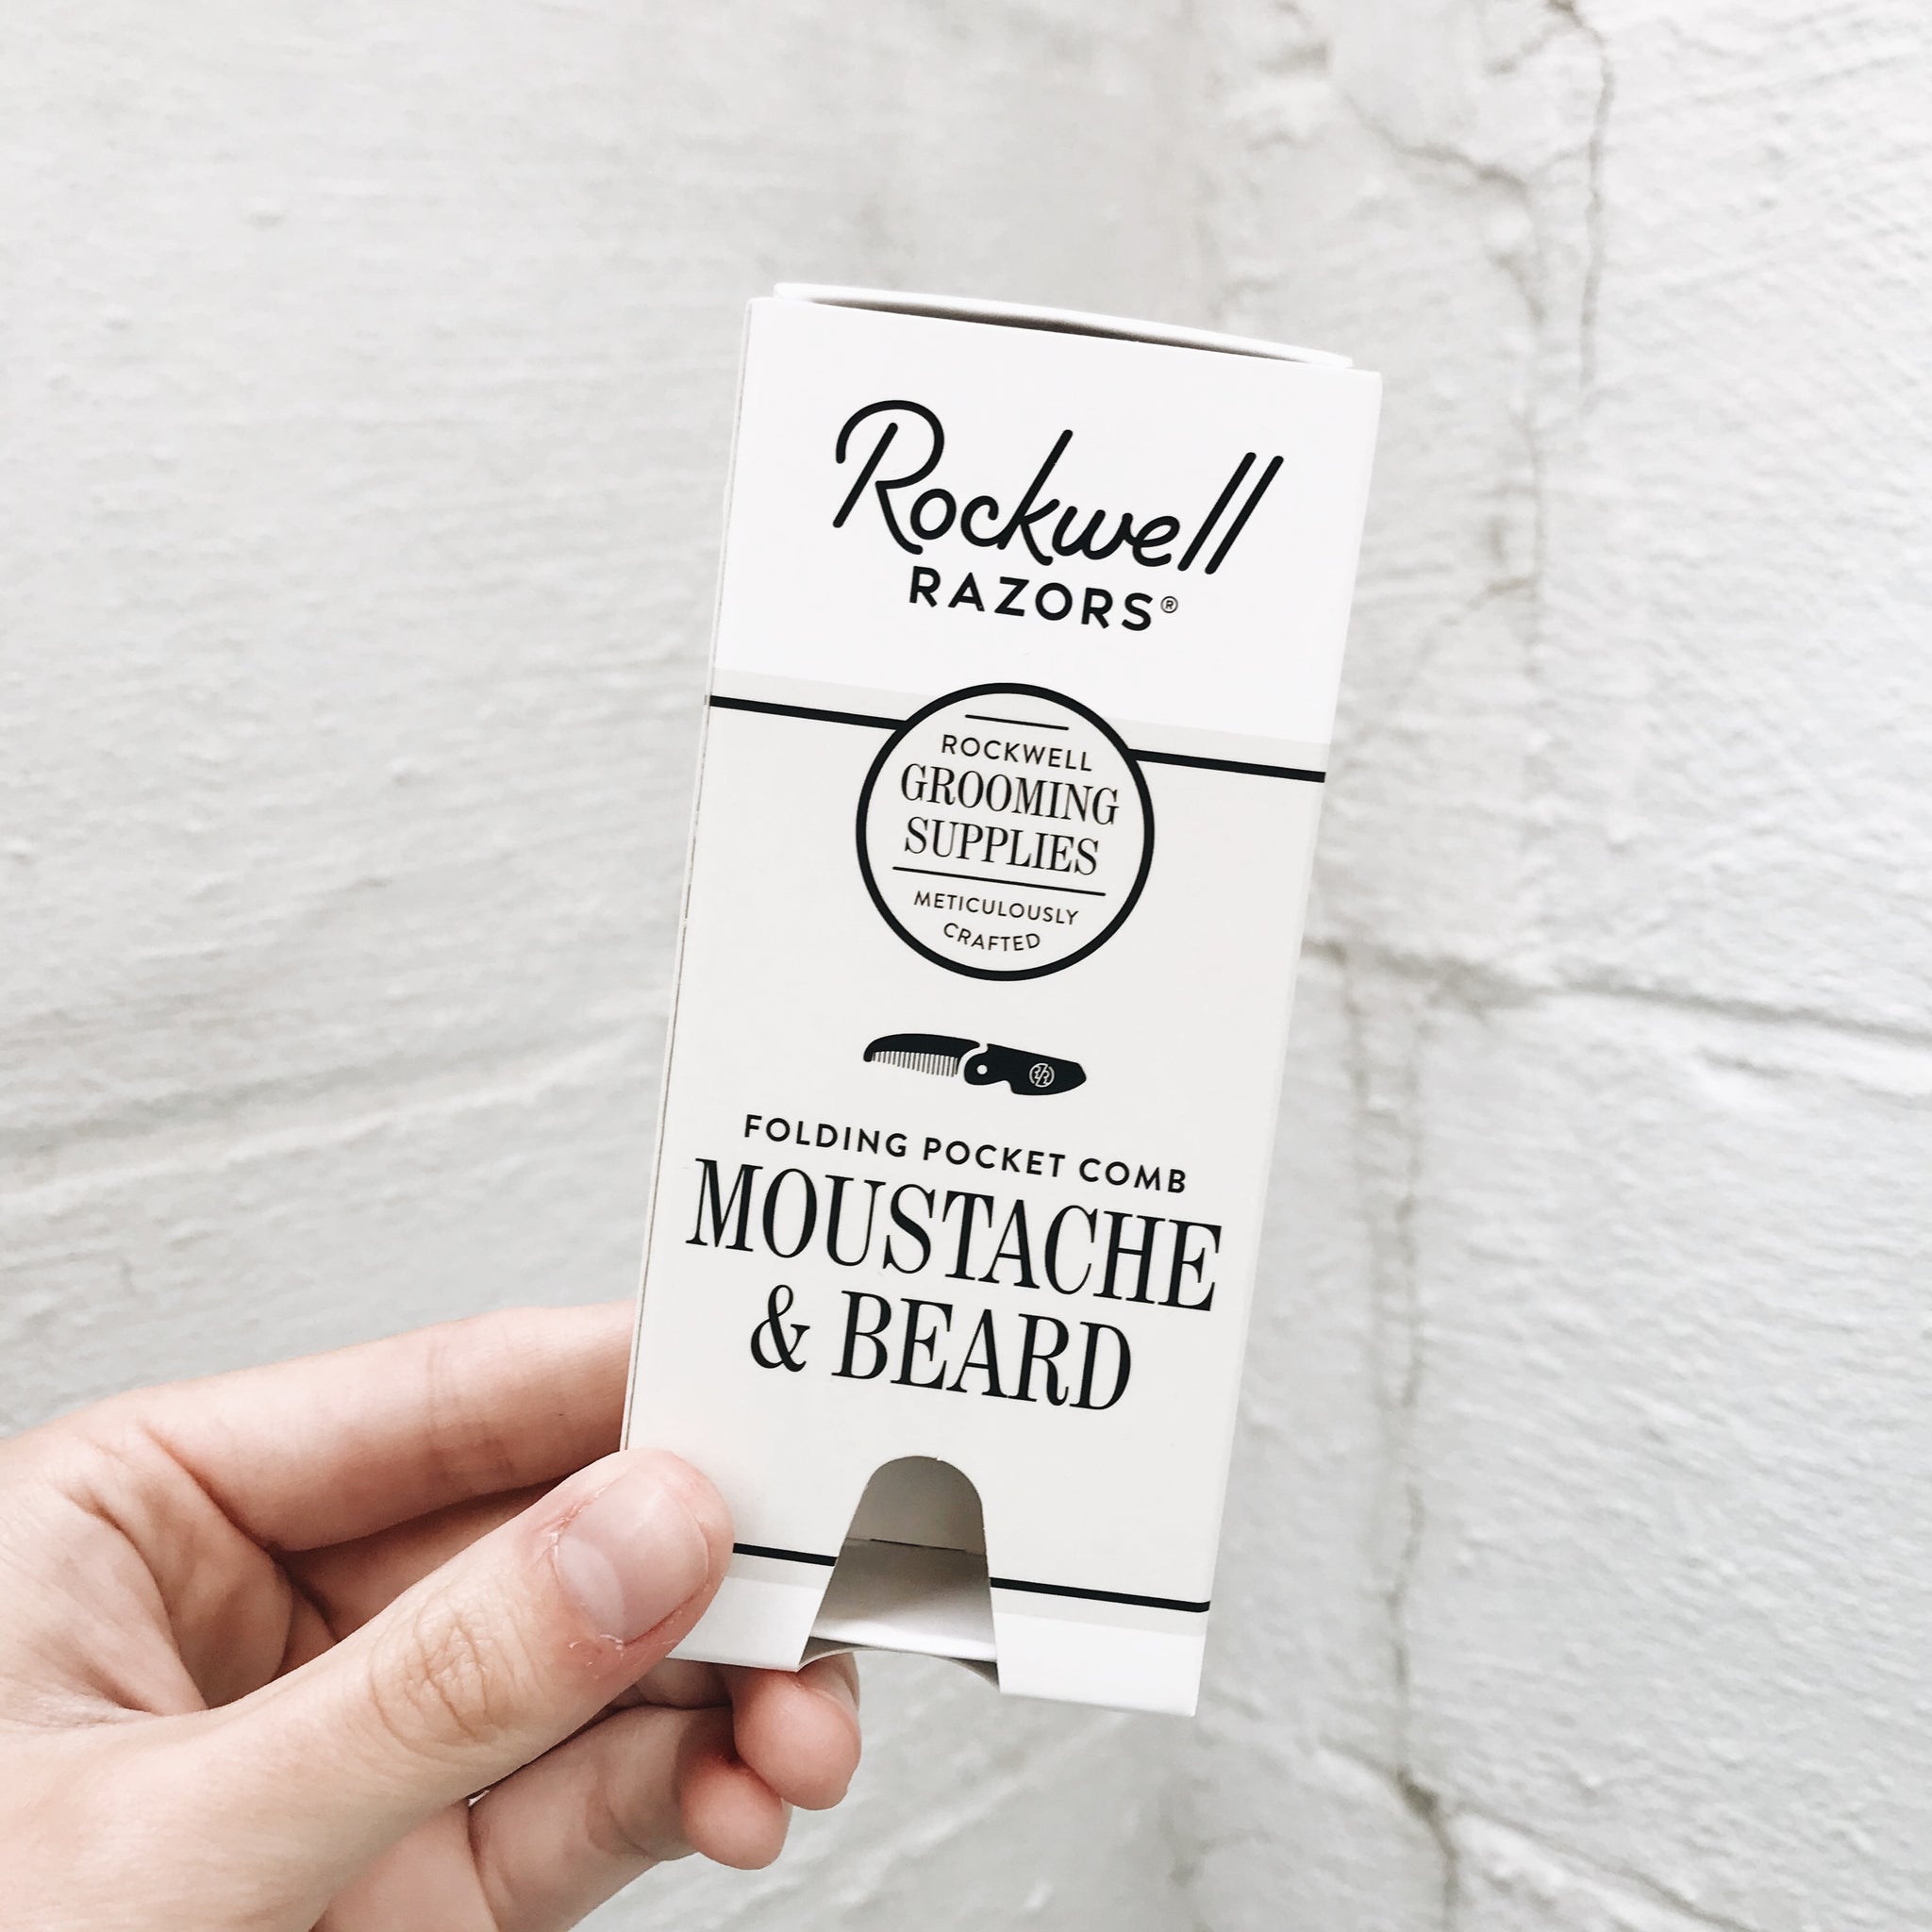 Rockwell
RAZORS®
ROCKWELL
GROOMING
SUPPLIES
METICULOUSLY
CRAFTED
FOLDING POCKET COMB
MOUSTACHE
& BEARD